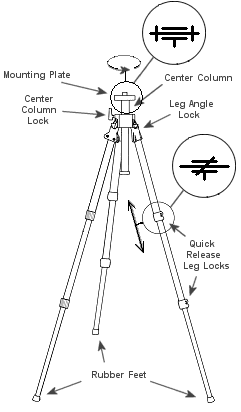 Mounting Plate
Center Column
Center
Column
Lock
Leg Angle
Lock
Quick
Release
Leg Locks
Rubber Feet